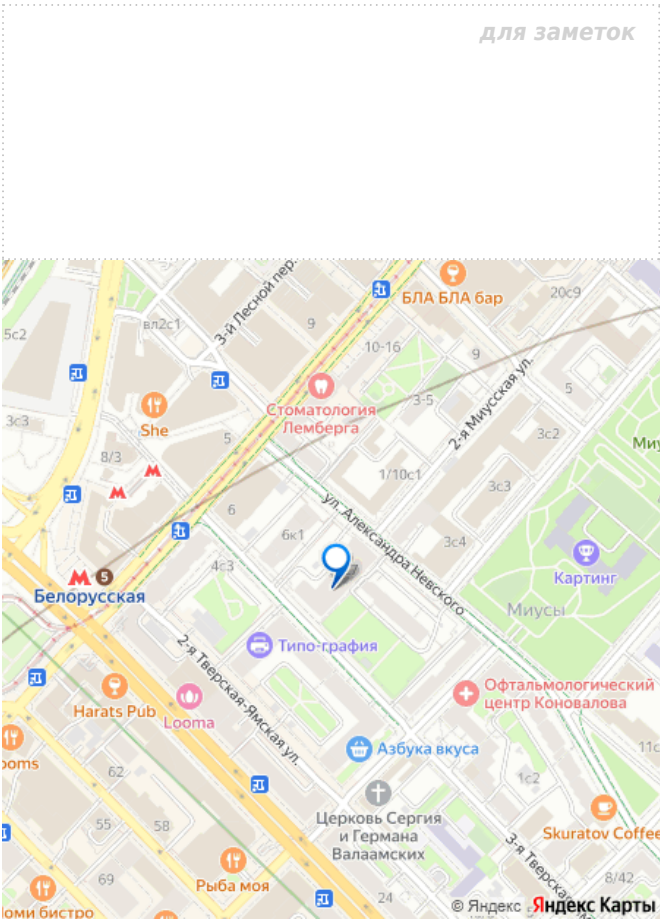 для заметок
БЛА БЛА бар
20с9
3-й Лесной пер.
вл2с1
9
5с2
10-16
9
2-я Миусская ул.
5
Стоматология
Лемберга
3-5
She
3с3
5
3с2
Миу
8/3
1/10с1
3с3
6
ул. Александра Невского
6к1
3с4
4с3
Картинг
5
Белорусская
Миусы
2-я Тверская-Ямская ул.
Типо-графия
Офтальмологический
центр Коновалова
Harats Pub
Looma
Азбука вкуса
ooms
62
1с2
11с
Церковь Сергия
и Германа
Валаамских
Skuratov Coffee
55
58
3-я Тверская-Ям
Рыба моя
69
8/42
24
оми бистро
© Яндекс Яндекс Карты